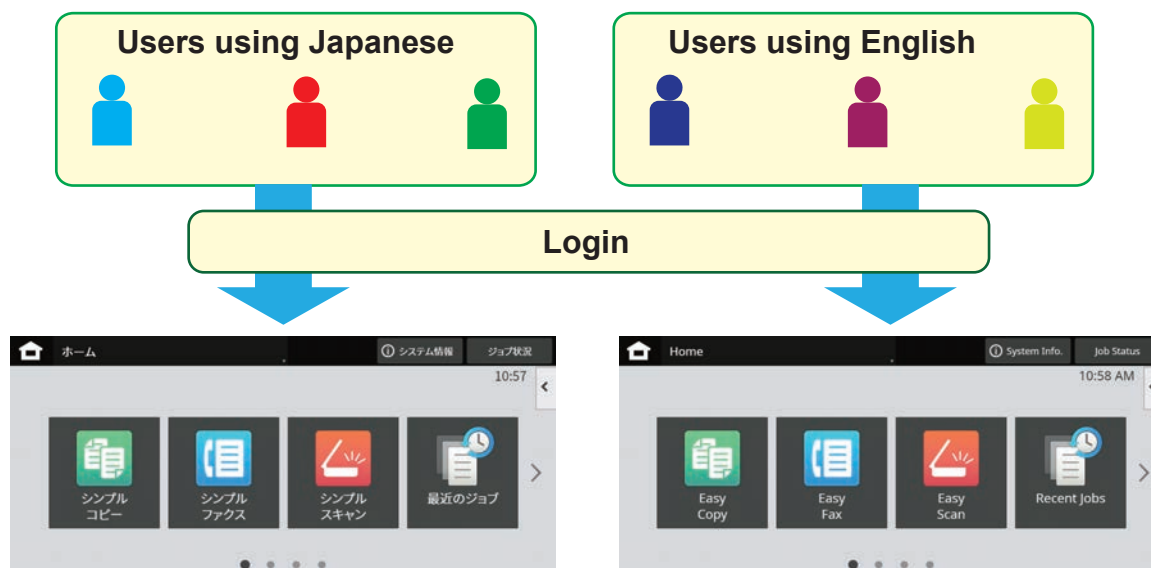 Users using Japanese
Users using English
Login
ホーム
システム情報
ジョブ状況
10:57
シンプル
コピー
シンプル
ファクス
シンプル
スキャン
最近のジョブ
Home
System Info.
Job Status
10:58 AM
Easy
Copy
Easy
Fax
Easy
Scan
Recent Jobs